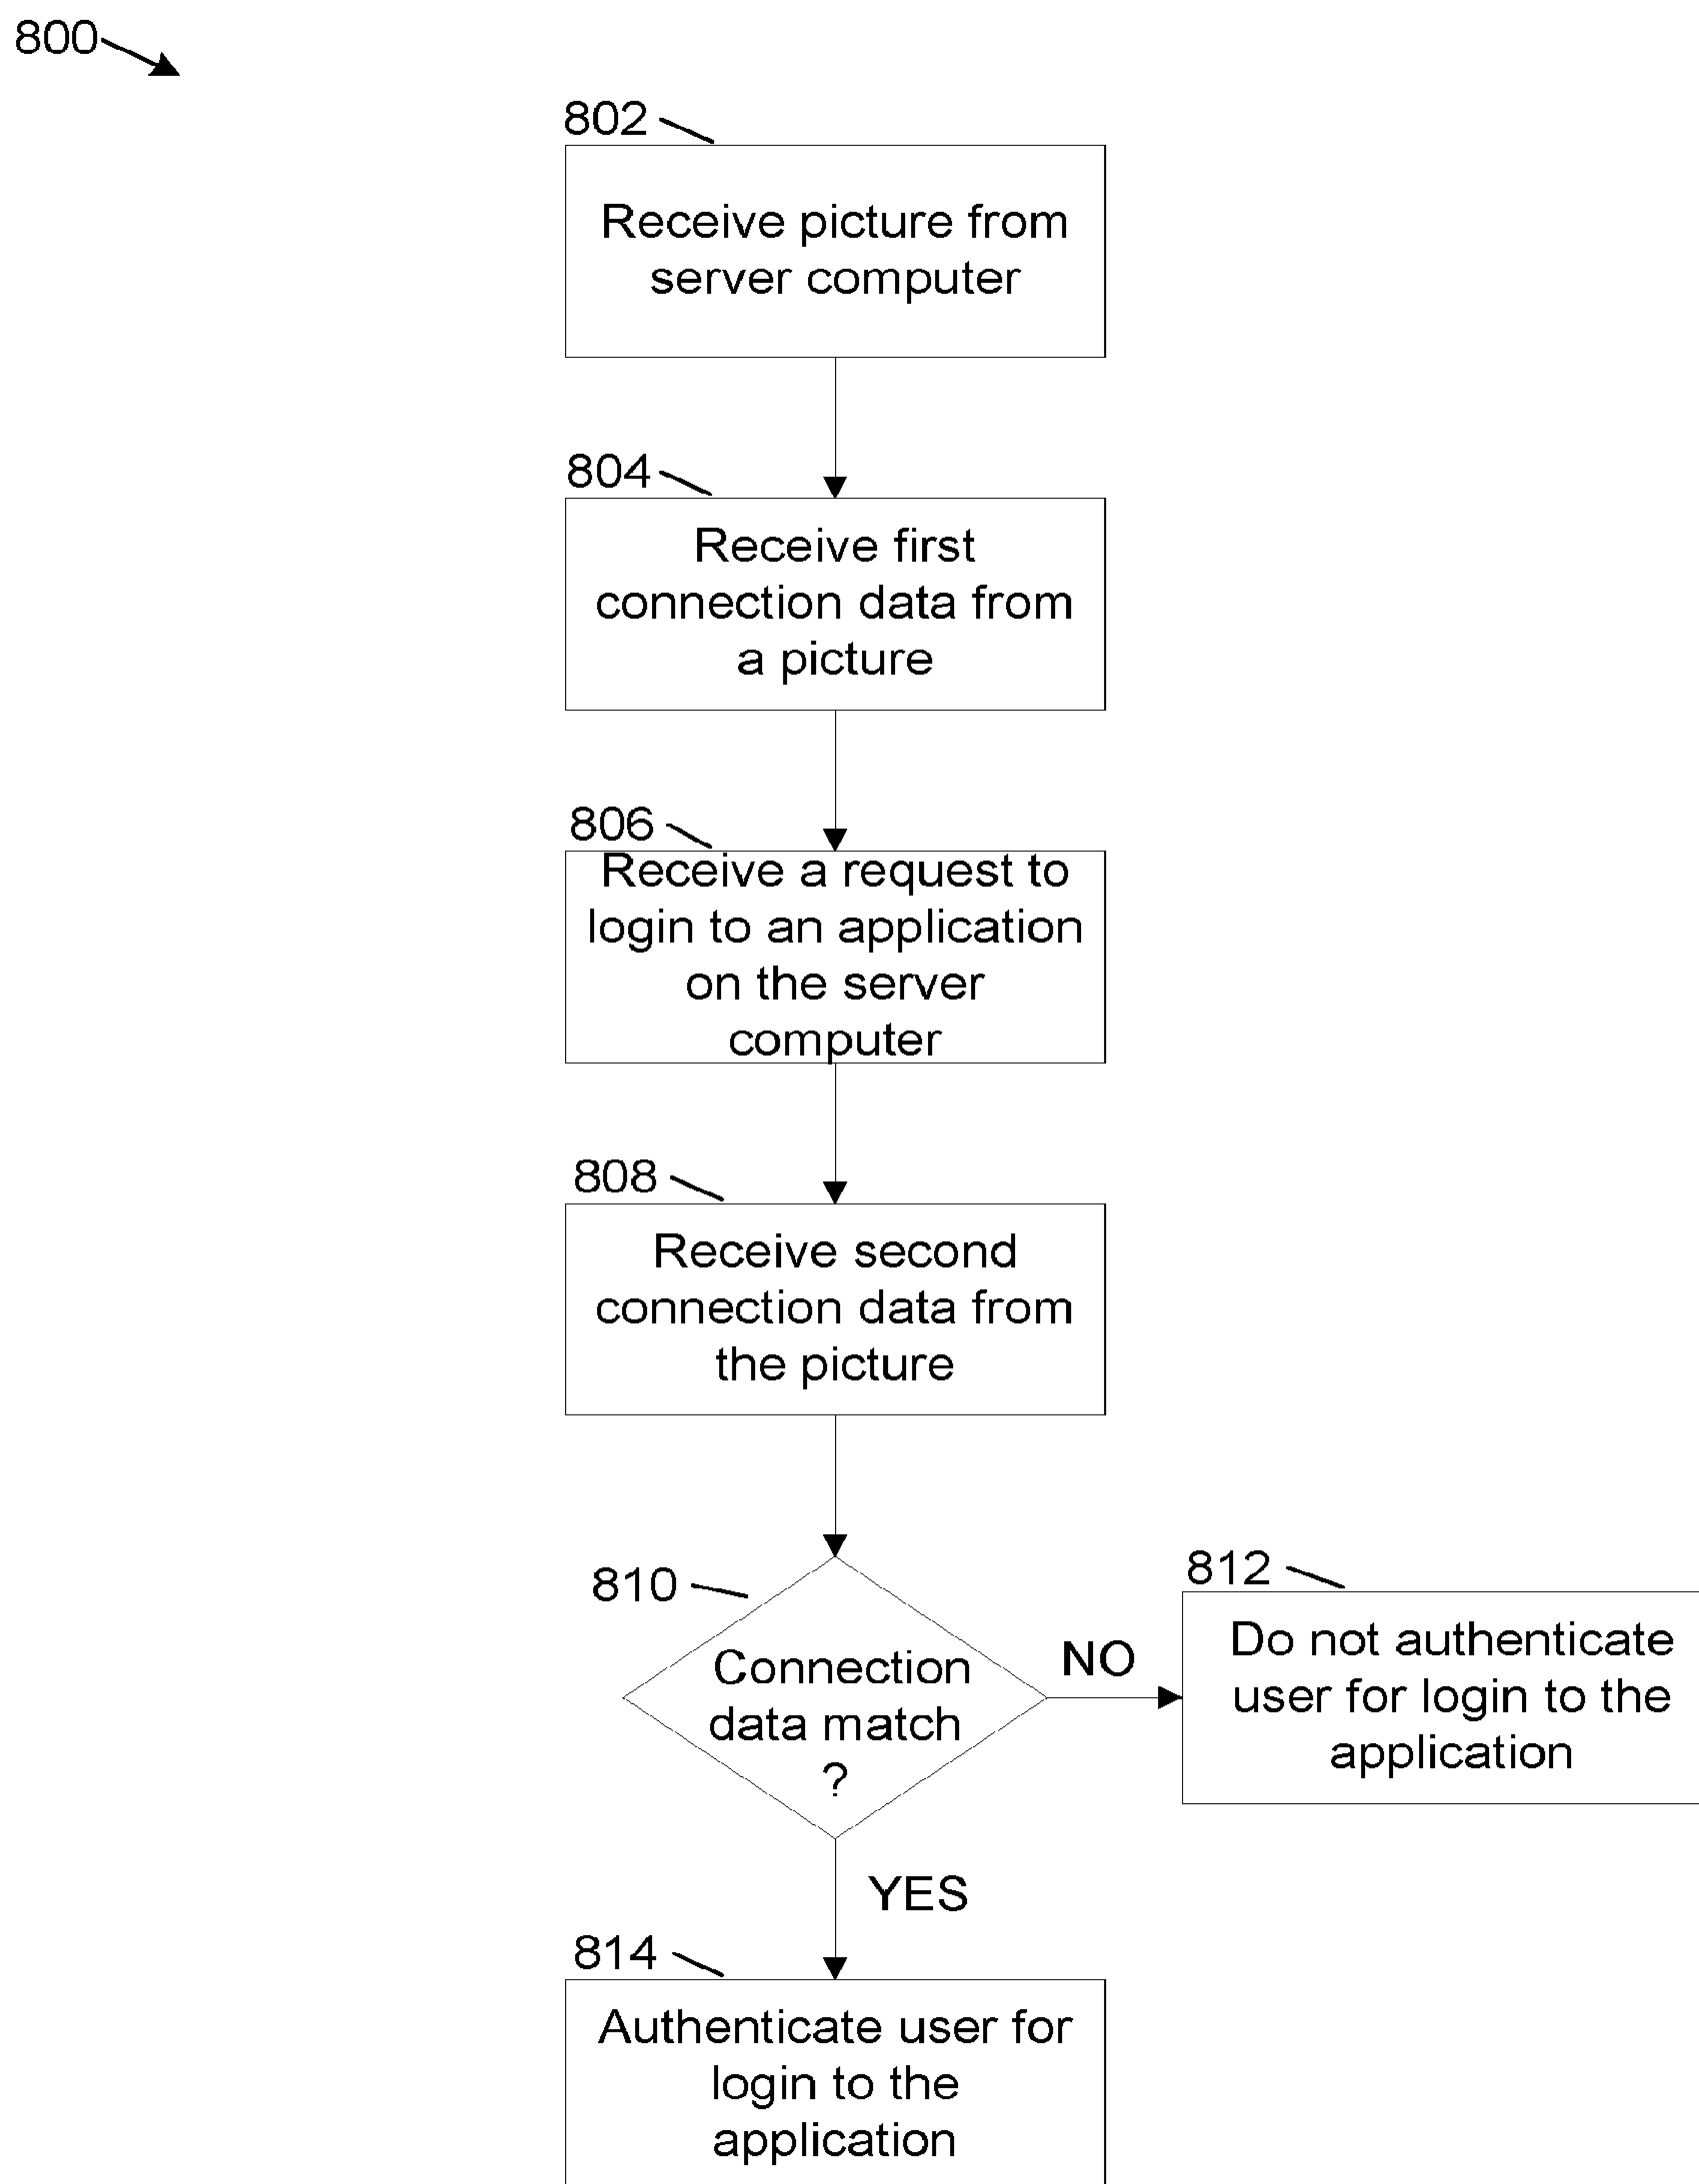 800
802
Receive picture from
server computer
804
Receive first
connection data from
a picture
806
Receive a request to
login to an application
on the server
computer
808
Receive second
connection data from
the picture
810
Connection
data match
?
NO
812
Do not authenticate
user for login to the
application
YES
814
Authenticate user for
login to the
application